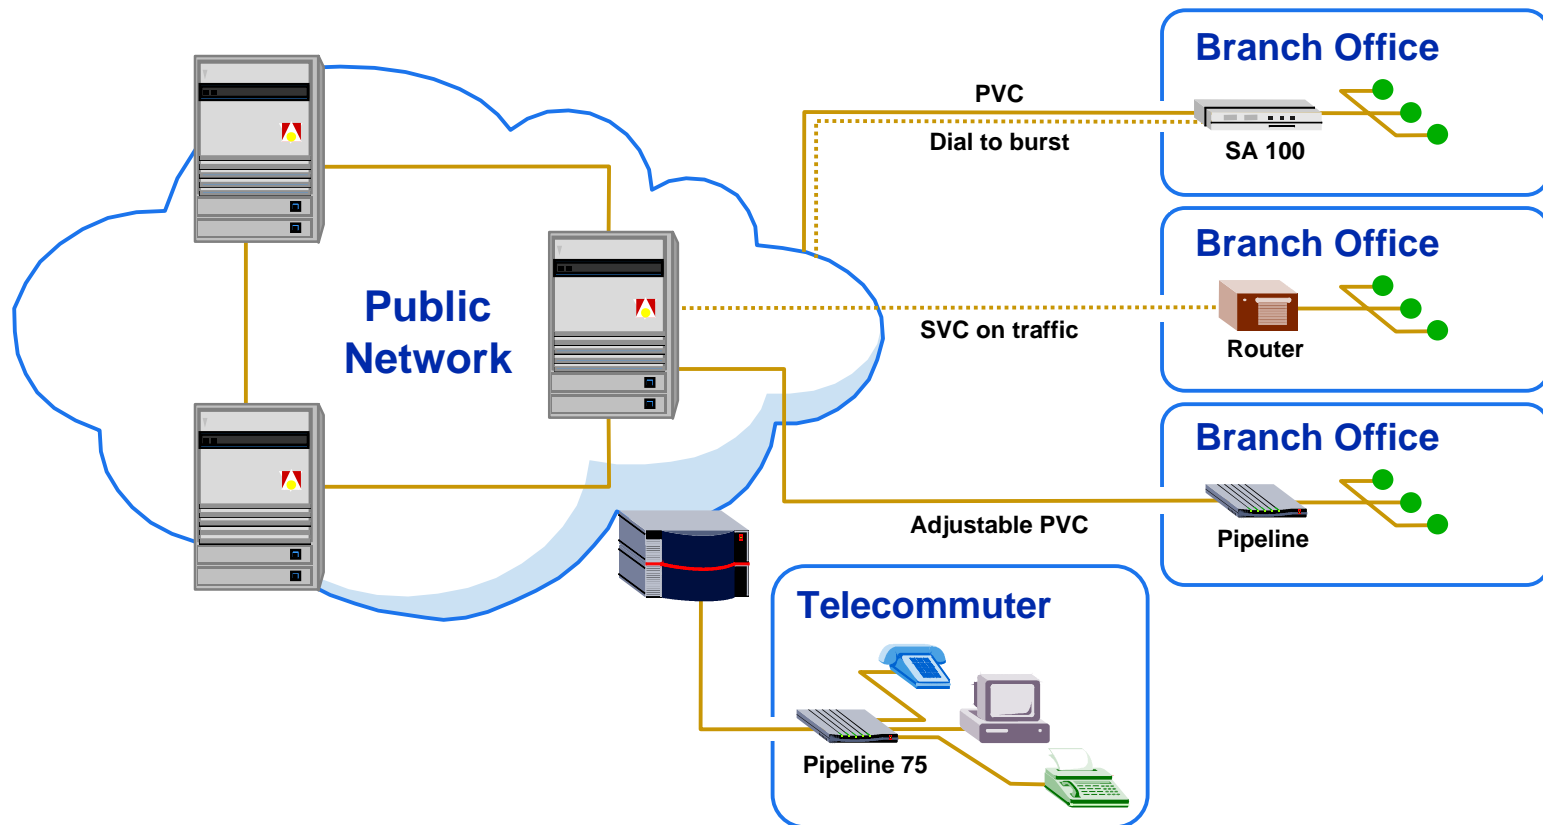 Public
Network
PVC
Dial to burst
SVC on traffic
Adjustable PVC
Branch Office
SA 100
Branch Office
Router
Branch Office
Pipeline
Telecommuter
Pipeline 75